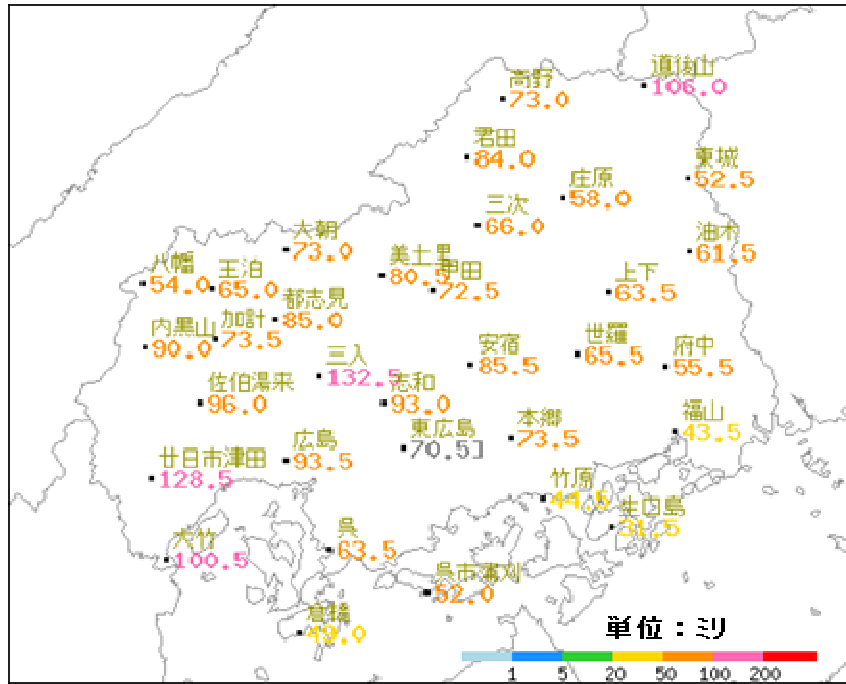 道後山
106.0
高野
73.0
君田
84.0
東城
52.5
庄原
58.0
三次
66.0
大朝
73.0
油木
61.5
美土里
80.5
甲田
72.5
八幡
54.0
王泊
65.0
上下
63.5
都志見
85.0
内黒山
90.0
加計
73.5
三入
132.5
安宿
85.5
世羅
65.5
府中
55.5
佐伯湯来
96.0
志和
93.0
福山
43.5
東広島
70.5]
本郷
73.5
広島
93.5
廿日市津田
128.5
竹原
44.5
生口島
31.5
大竹
100.5
呉
63.5
呉市蒲刈
52.0
倉橋
49.0
単位：ミリ
1 5 20 50 100 200